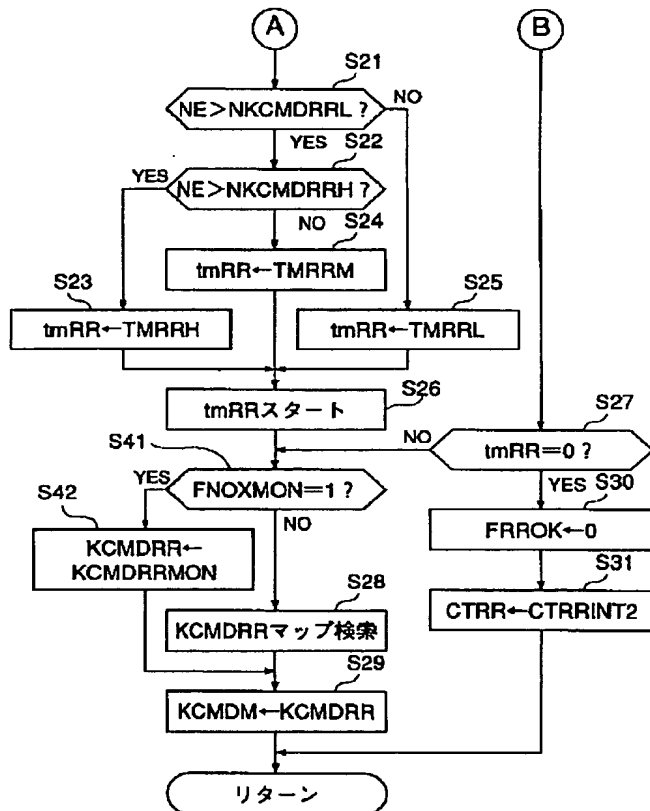 A
B
S21
NE>NKCMDRRL?
NO
YES
S22
YES
NE>NKCMDRRH?
NO
S24
tmRR←TMRRM
S23
tmRR←TMRRH
S25
tmRR←TMRRL
S26
tmRRスタート
S27
NO
tmRR=0?
YES
S41
FNOXMON=1?
YES
NO
S42
KCMDRR←
KCMDRRMON
S30
FRROK←0
S31
CTRR←CTRRINT2
S28
KCMDRRマップ検索
S29
KCMDM←KCMDRR
リターン